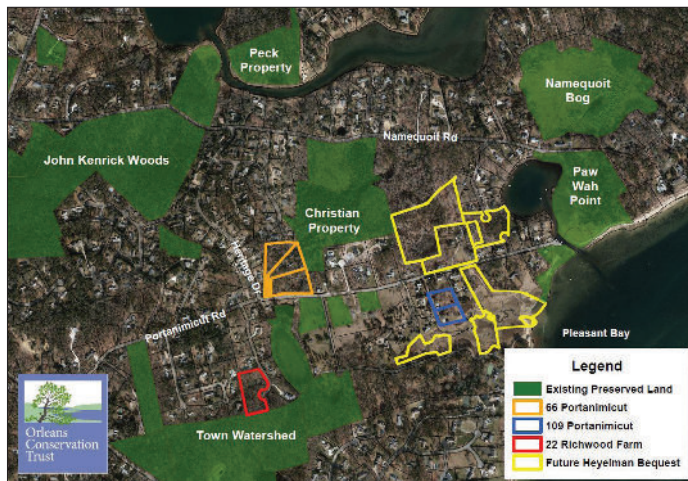 Peck
Property
Namequoit
Bog
Namequoit Rd
John Kenrick Woods
Paw
Wah
Point
Christian
Property
Herringe Dr
Portanimicut Rd
Pleasant Bay
Town Watershed
Orleans
Conservation
Trust
Legend
Existing Preserved Land
66 Portanimicut
109 Portanimicut
22 Richwood Farm
Future Heyelman Bequest